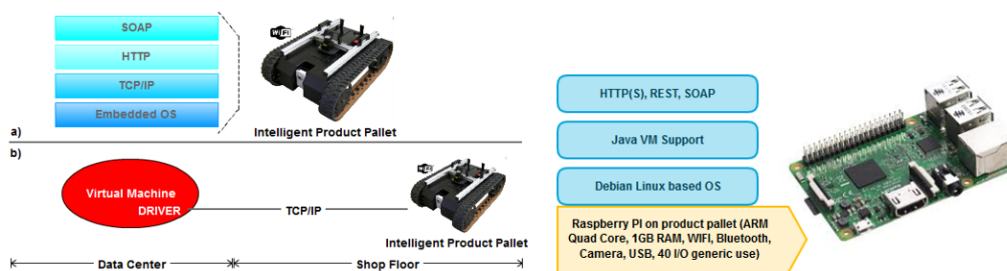 SOAP
HTTP
TCP/IP
Embedded OS
WiFi
Intelligent Product Pallet
a)
b)
Virtual Machine
DRIVER
TCP/IP
Intelligent Product Pallet
Data Center
Shop Floor
HTTP(S), REST, SOAP
Java VM Support
Debian Linux based OS
Raspberry PI on product pallet (ARM
Quad Core, 1GB RAM, WIFI, Bluetooth,
Camera, USB, 40 I/O generic use)